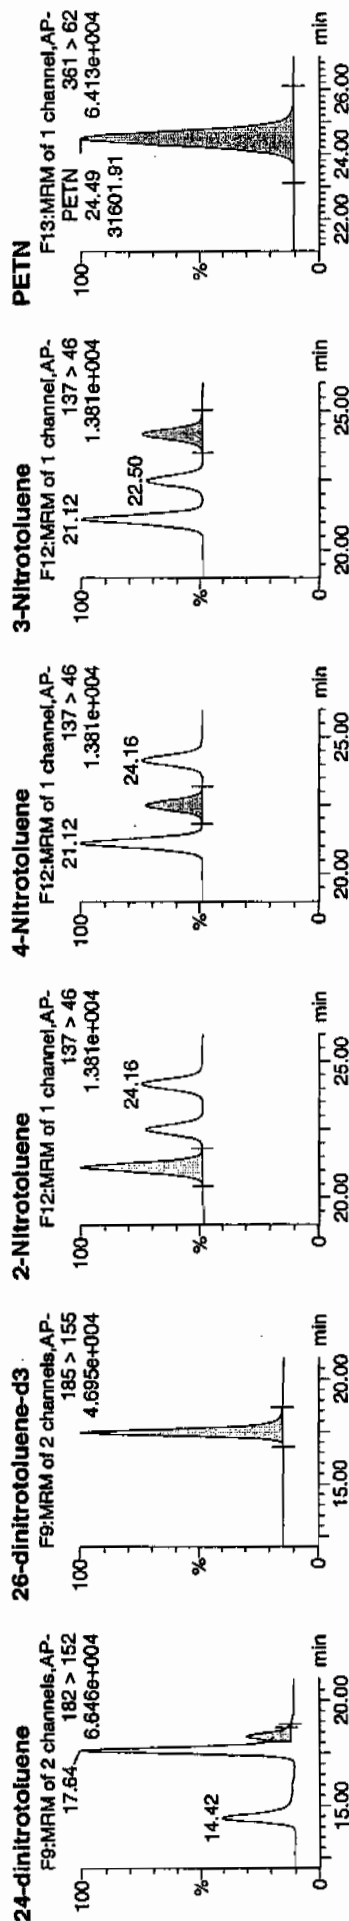 24-dinitrotoluene
F9:MRM of 2 channels,AP-
182 > 152
6.646e+004
17.64
14.42
100
%
0
15.00
20.00
min
26-dinitrotoluene-d3
F9:MRM of 2 channels,AP-
185 > 155
4.695e+004
100
%
0
15.00
20.00
min
2-Nitrotoluene
F12:MRM of 1 channel,AP-
137 > 46
1.381e+004
24.16
100
%
0
20.00
25.00
min
4-Nitrotoluene
F12:MRM of 1 channel,AP-
137 > 46
1.381e+004
21.12
24.16
100
%
0
20.00
25.00
min
3-Nitrotoluene
F12:MRM of 1 channel,AP-
137 > 46
1.381e+004
21.12
22.50
100
%
0
20.00
25.00
min
PETN
F13:MRM of 1 channel,AP-
361 > 62
6.413e+004
PETN
24.49
31601.91
100
%
0
22.00
24.00
26.00
min